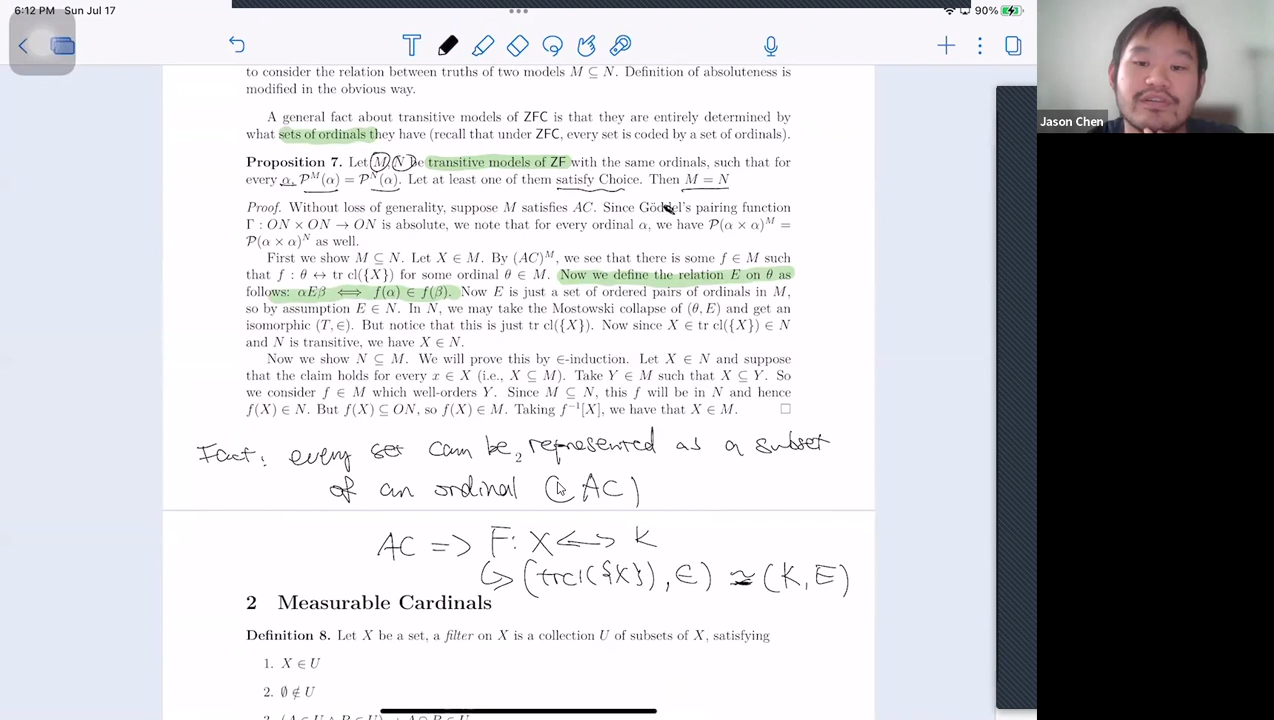 6:12 PM Sun Jul 17
90%
to consider the relation between truths of two models M ⊆ N. Definition of absoluteness is
modified in the obvious way.
A general fact about transitive models of ZFC is that they are entirely determined by
what sets of ordinals they have (recall that under ZFC, every set is coded by a set of ordinals).
Proposition 7. Let M, N be transitive models of ZF with the same ordinals, such that for
every α, P^M(α) = P^N(α). Let at least one of them satisfy Choice. Then M = N
Proof. Without loss of generality, suppose M satisfies AC. Since Gödel's pairing function
Γ : ON × ON → ON is absolute, we note that for every ordinal α, we have P(α × α)^M =
P(α × α)^N as well.
First we show M ⊆ N. Let X ∈ M. By (AC)^M, we see that there is some f ∈ M such
that f : θ ↔ tr cl({X}) for some ordinal θ ∈ M. Now we define the relation E on θ as
follows: αEβ ⟺ f(α) ∈ f(β). Now E is just a set of ordered pairs of ordinals in M,
so by assumption E ∈ N. In N, we may take the Mostowski collapse of (θ, E) and get an
isomorphic (T, ∈). But notice that this is just tr cl({X}). Now since X ∈ tr cl({X}) ∈ N
and N is transitive, we have X ∈ N.
Now we show N ⊆ M. We will prove this by ∈-induction. Let X ∈ N and suppose
that the claim holds for every x ∈ X (i.e., X ⊆ M). Take Y ∈ M such that X ⊆ Y. So
we consider f ∈ M which well-orders Y. Since M ⊆ N, this f will be in N and hence
f(X) ∈ N. But f(X) ⊆ ON, so f(X) ∈ M. Taking f⁻¹[X], we have that X ∈ M. □
Fact: every set can be represented as a subset
of an ordinal (AC)
AC => F: X <-> K
(trcl({X}), ∈) ≃ (K, E)
2 Measurable Cardinals
Definition 8. Let X be a set, a filter on X is a collection U of subsets of X, satisfying
1. X ∈ U
2. ∅ ∉ U
Jason Chen